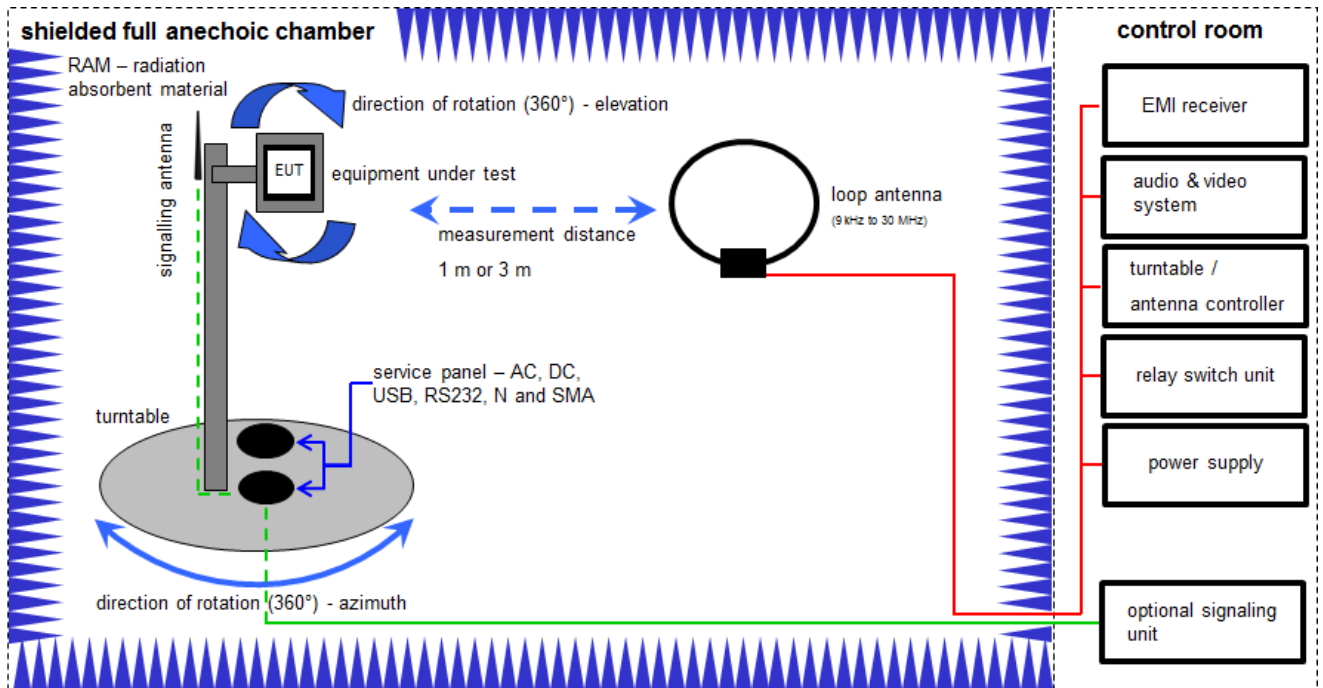 shielded full anechoic chamber
RAM – radiation
absorbent material
signalling antenna
direction of rotation (360°) - elevation
EUT
equipment under test
measurement distance
1 m or 3 m
loop antenna
(9 kHz to 30 MHz)
service panel – AC, DC,
USB, RS232, N and SMA
turntable
direction of rotation (360°) - azimuth
control room
EMI receiver
audio & video
system
turntable /
antenna controller
relay switch unit
power supply
optional signaling
unit